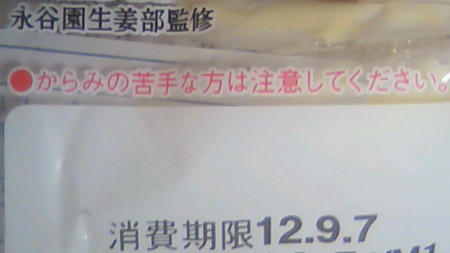 永谷園生姜部監修
●からみの苦手な方は注意してください。
消費期限12.9.7